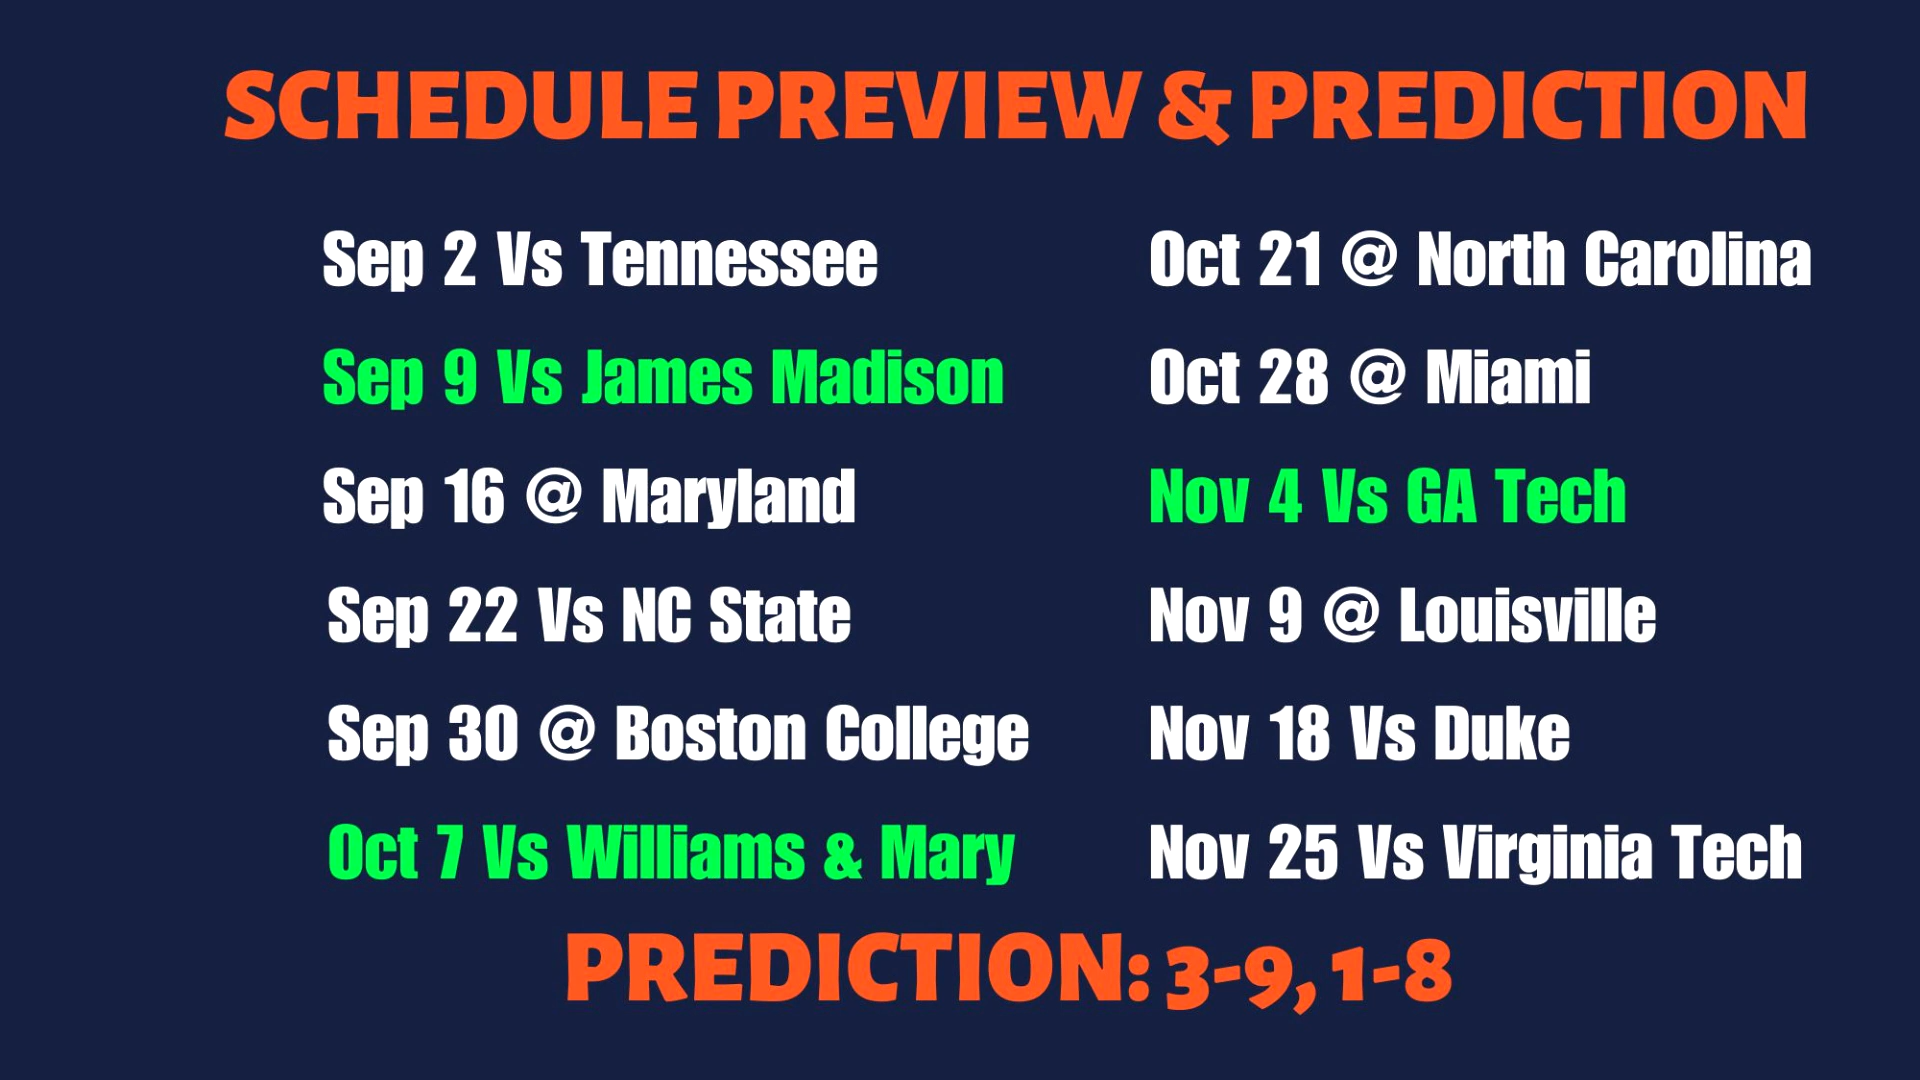 SCHEDULE PREVIEW & PREDICTION
Sep 2 Vs Tennessee
Sep 9 Vs James Madison
Sep 16 @ Maryland
Sep 22 Vs NC State
Sep 30 @ Boston College
Oct 7 Vs Williams & Mary
Oct 21 @ North Carolina
Oct 28 @ Miami
Nov 4 Vs GA Tech
Nov 9 @ Louisville
Nov 18 Vs Duke
Nov 25 Vs Virginia Tech
PREDICTION: 3-9, 1-8